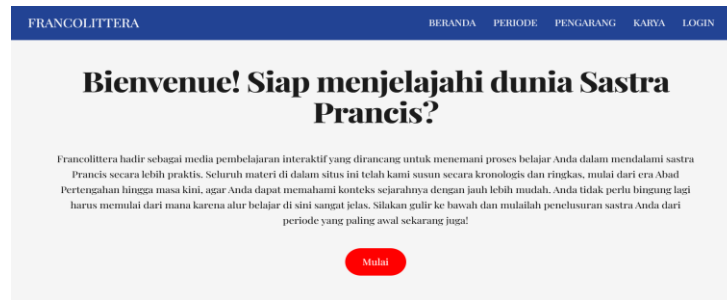 FRANCOLITTERA BERANDA PERIODE PENGARANG KARYA LOGIN
Bienvenue! Siap menjelajahi dunia Sastra
Prancis?
Francolittera hadir sebagai media pembelajaran interaktif yang dirancang untuk menemani proses belajar Anda dalam mendalami sastra
Prancis secara lebih praktis. Seluruh materi di dalam situs ini telah kami susun secara kronologis dan ringkas, mulai dari era Abad
Pertengahan hingga masa kini, agar Anda dapat memahami konteks sejarahnya dengan jauh lebih mudah. Anda tidak perlu bingung lagi
harus memulai dari mana karena alur belajar di sini sangat jelas. Silakan gulir ke bawah dan mulailah penelusuran sastra Anda dari
periode yang paling awal sekarang juga!
Mulai